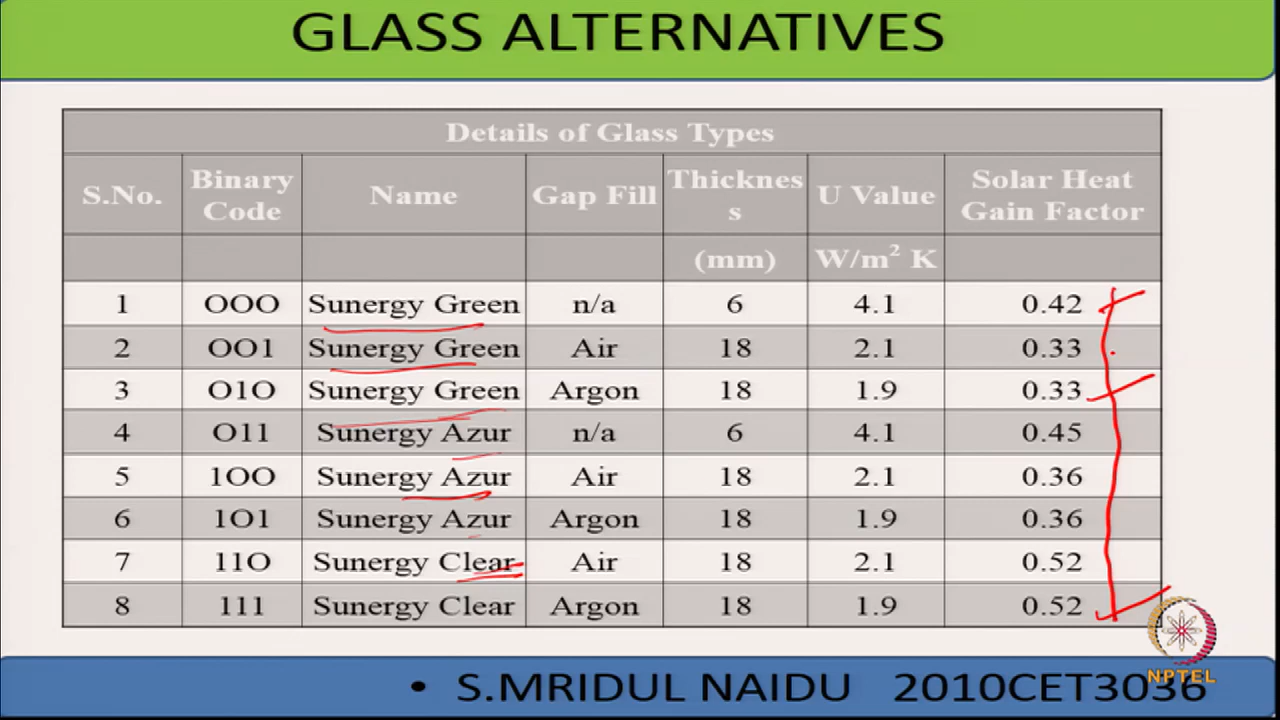 GLASS ALTERNATIVES
Details of Glass Types
S.No. Binary Code Name Gap Fill Thicknes s U Value Solar Heat Gain Factor
(mm) W/m² K
1 OOO Sunergy Green n/a 6 4.1 0.42
2 OO1 Sunergy Green Air 18 2.1 0.33
3 O1O Sunergy Green Argon 18 1.9 0.33
4 O11 Sunergy Azur n/a 6 4.1 0.45
5 1OO Sunergy Azur Air 18 2.1 0.36
6 1O1 Sunergy Azur Argon 18 1.9 0.36
7 11O Sunergy Clear Air 18 2.1 0.52
8 111 Sunergy Clear Argon 18 1.9 0.52
NPTEL
• S.MRIDUL NAIDU 2010CET3036